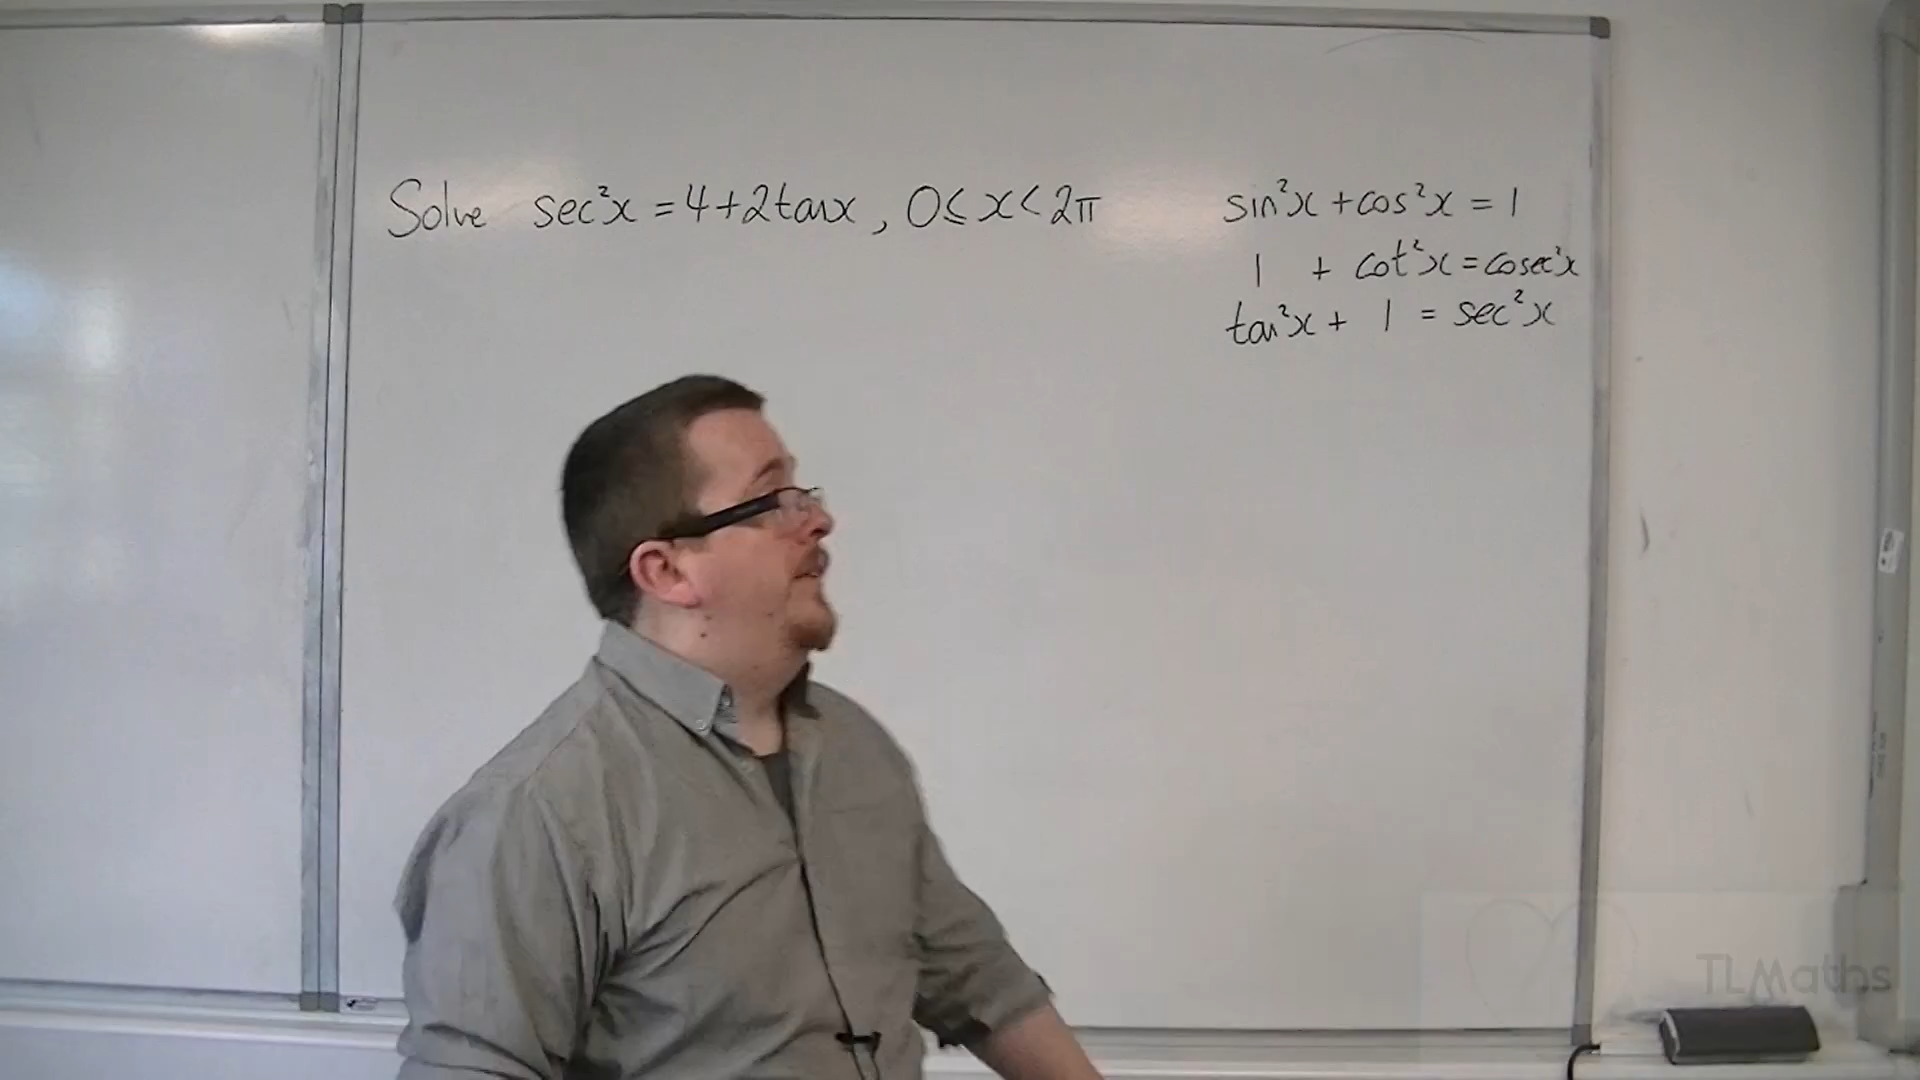 Solve sec²x = 4+2tanx, 0≤x<2π
sin²x + cos²x = 1
1 + cot²x = cosec²x
tan²x + 1 = sec²x
TLMaths